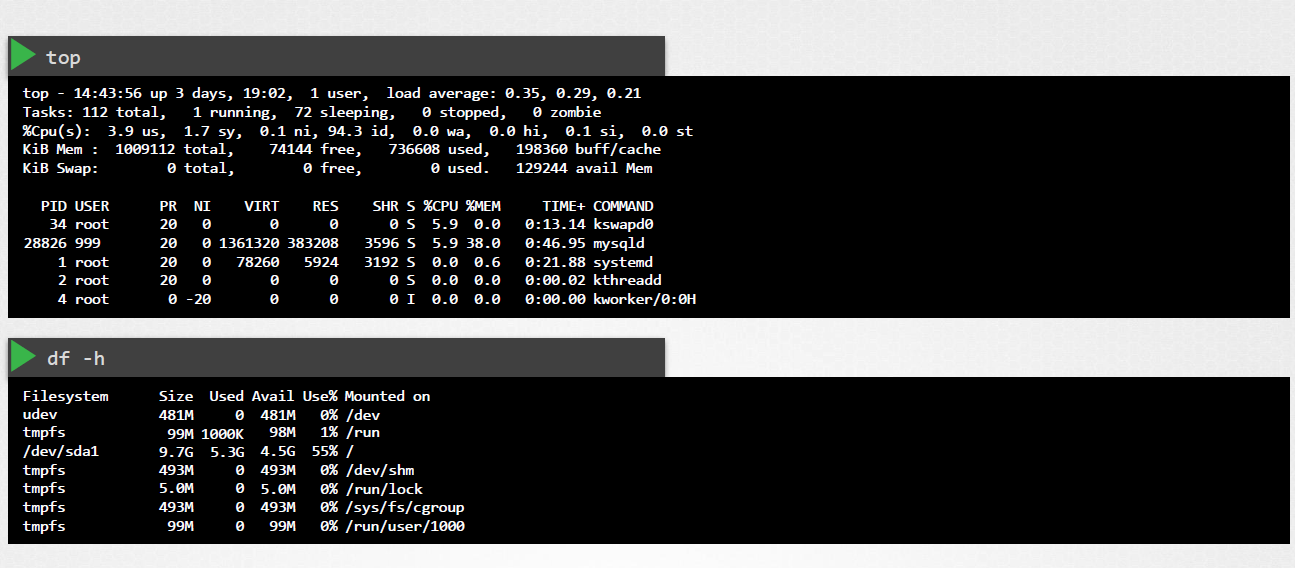 top
top - 14:43:56 up 3 days, 19:02,  1 user,  load average: 0.35, 0.29, 0.21
Tasks: 112 total,   1 running,  72 sleeping,   0 stopped,   0 zombie
%Cpu(s):  3.9 us,  1.7 sy,  0.1 ni, 94.3 id,  0.0 wa,  0.0 hi,  0.1 si,  0.0 st
KiB Mem :  1009112 total,    74144 free,   736608 used,   198360 buff/cache
KiB Swap:        0 total,        0 free,        0 used.   129244 avail Mem
  PID USER      PR  NI    VIRT    RES    SHR S %CPU %MEM     TIME+ COMMAND
   34 root      20   0       0      0      0 S  5.9  0.0   0:13.14 kswapd0
28826 999       20   0 1361320 383208   3596 S  5.9 38.0   0:46.95 mysqld
    1 root      20   0   78260   5924   3192 S  0.0  0.6   0:21.88 systemd
    2 root      20   0       0      0      0 S  0.0  0.0   0:00.02 kthreadd
    4 root       0 -20       0      0      0 I  0.0  0.0   0:00.00 kworker/0:0H
df -h
Filesystem      Size  Used Avail Use% Mounted on
udev            481M     0  481M   0% /dev
tmpfs            99M 1000K   98M   1% /run
/dev/sda1       9.7G  5.3G  4.5G  55% /
tmpfs           493M     0  493M   0% /dev/shm
tmpfs           5.0M     0  5.0M   0% /run/lock
tmpfs           493M     0  493M   0% /sys/fs/cgroup
tmpfs            99M     0   99M   0% /run/user/1000